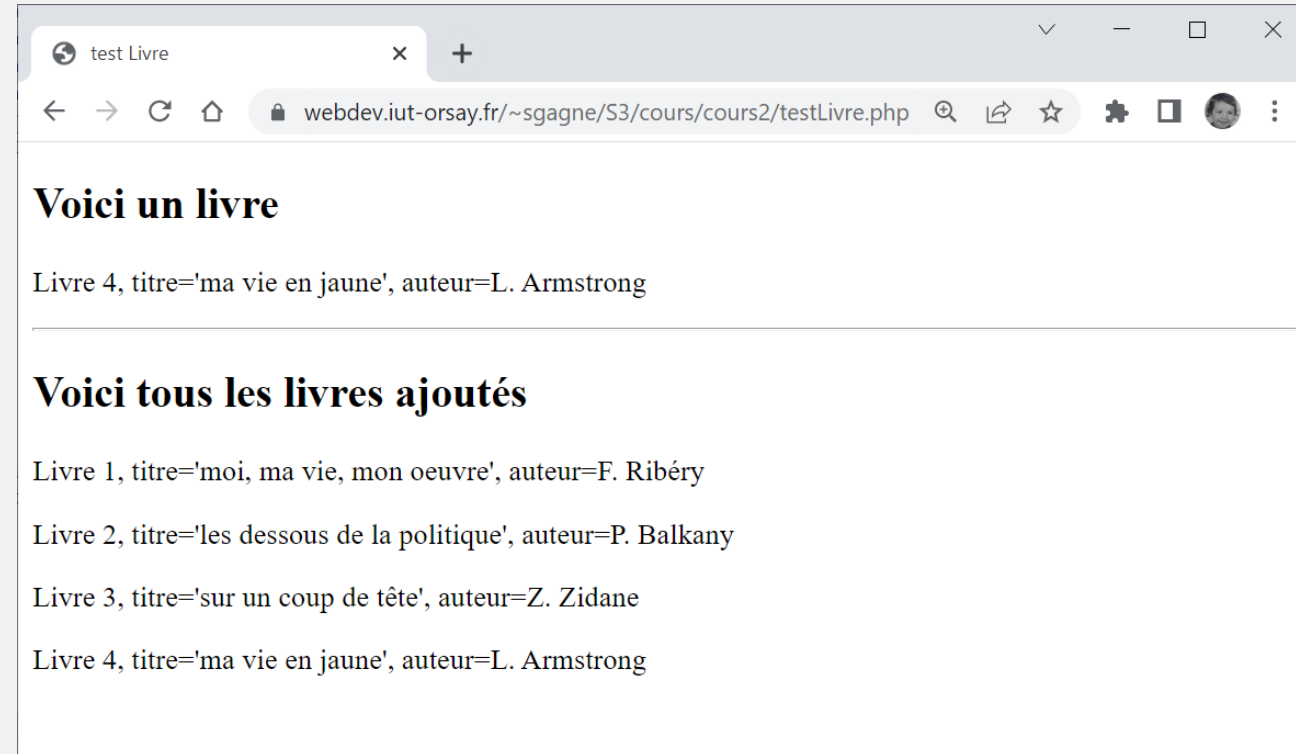 test Livre
webdev.iut-orsay.fr/~sgagne/S3/cours/cours2/testLivre.php
Voici un livre
Livre 4, titre='ma vie en jaune', auteur=L. Armstrong
Voici tous les livres ajoutés
Livre 1, titre='moi, ma vie, mon oeuvre', auteur=F. Ribéry
Livre 2, titre='les dessous de la politique', auteur=P. Balkany
Livre 3, titre='sur un coup de tête', auteur=Z. Zidane
Livre 4, titre='ma vie en jaune', auteur=L. Armstrong